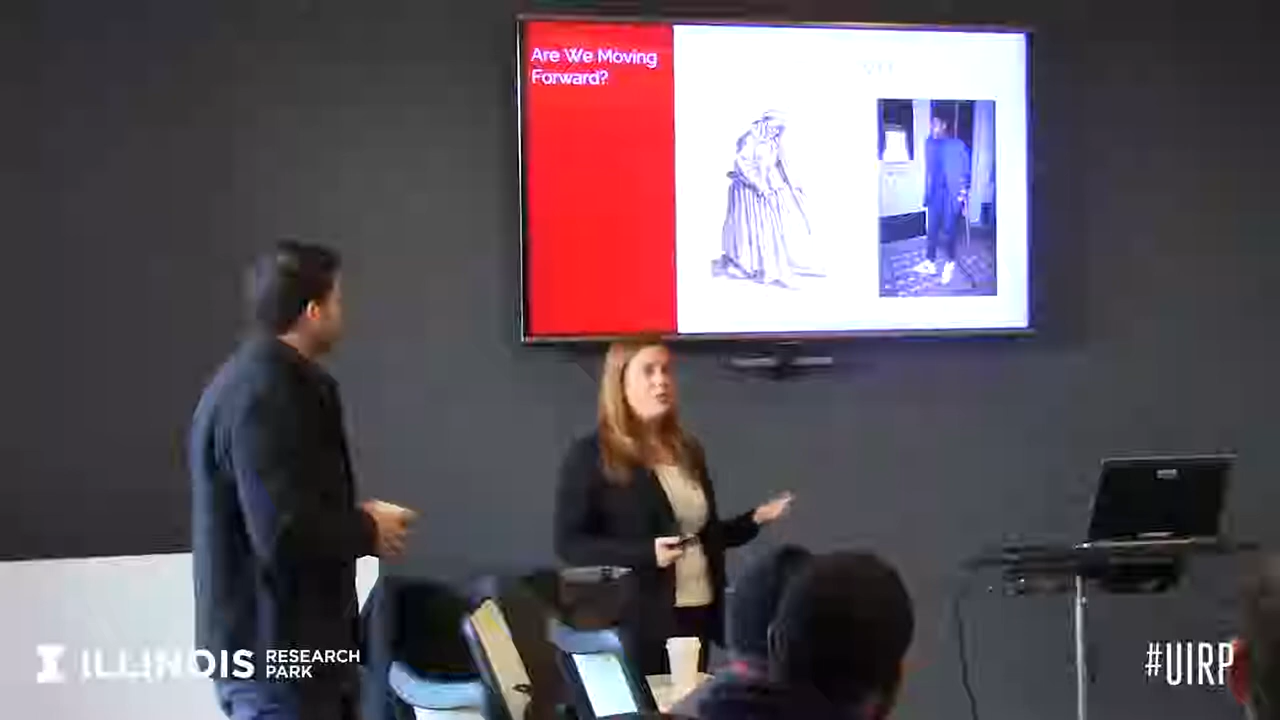 Are We Moving
Forward?
ILLINOIS
RESEARCH
PARK
#UIRP